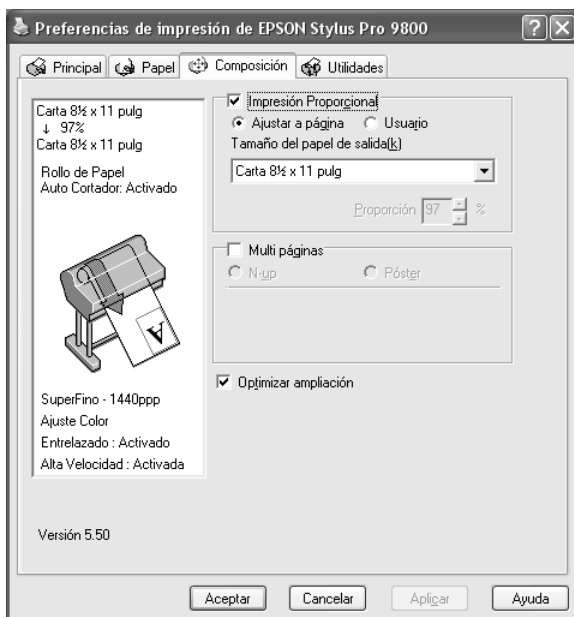 Preferencias de impresión de EPSON Stylus Pro 9800
Principal Papel Composición Utilidades
Carta 8½ x 11 pulg
↓ 97%
Carta 8½ x 11 pulg
Rollo de Papel
Auto Cortador: Activado
A
SuperFino - 1440ppp
Ajuste Color
Entrelazado : Activado
Alta Velocidad : Activada
Versión 5.50
Impresión Proporcional
Ajustar a página Usuario
Tamaño del papel de salida(k)
Carta 8½ x 11 pulg
Proporción 97 %
Multi páginas
N-up Póster
Optimizar ampliación
Aceptar Cancelar Aplicar Ayuda